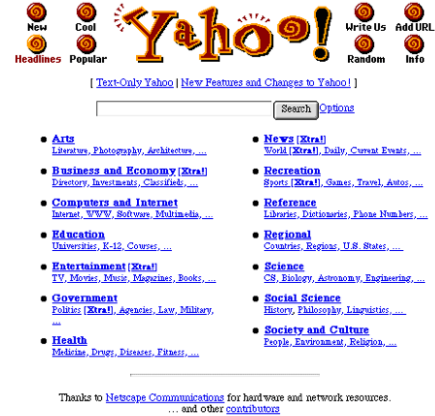 New Cool Yahoo! Write Us Add URL
Headlines Popular Random Info
[ Text-Only Yahoo | New Features and Changes to Yahoo! ]
Search Options
Arts
Literature, Photography, Architecture, ...
Business and Economy [Xtra!]
Directory, Investments, Classifieds, ...
Computers and Internet
Internet, WWW, Software, Multimedia, ...
Education
Universities, K-12, Courses, ...
Entertainment [Xtra!]
TV, Movies, Music, Magazines, Books, ...
Government
Politics [Xtra!], Agencies, Law, Military,
...
Health
Medicine, Drugs, Diseases, Fitness, ...
News [Xtra!]
World [Xtra!], Daily, Current Events, ...
Recreation
Sports [Xtra!], Games, Travel, Autos, ...
Reference
Libraries, Dictionaries, Phone Numbers, ...
Regional
Countries, Regions, U.S. States, ...
Science
CS, Biology, Astronomy, Engineering, ...
Social Science
History, Philosophy, Linguistics, ...
Society and Culture
People, Environment, Religion, ...
Thanks to Netscape Communications for hardware and network resources.
... and other contributors